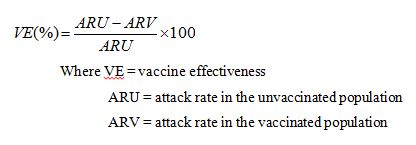 VE(%)= (ARU − ARV)/ARU ×100
Where VE = vaccine effectiveness
ARU = attack rate in the unvaccinated population
ARV = attack rate in the vaccinated population